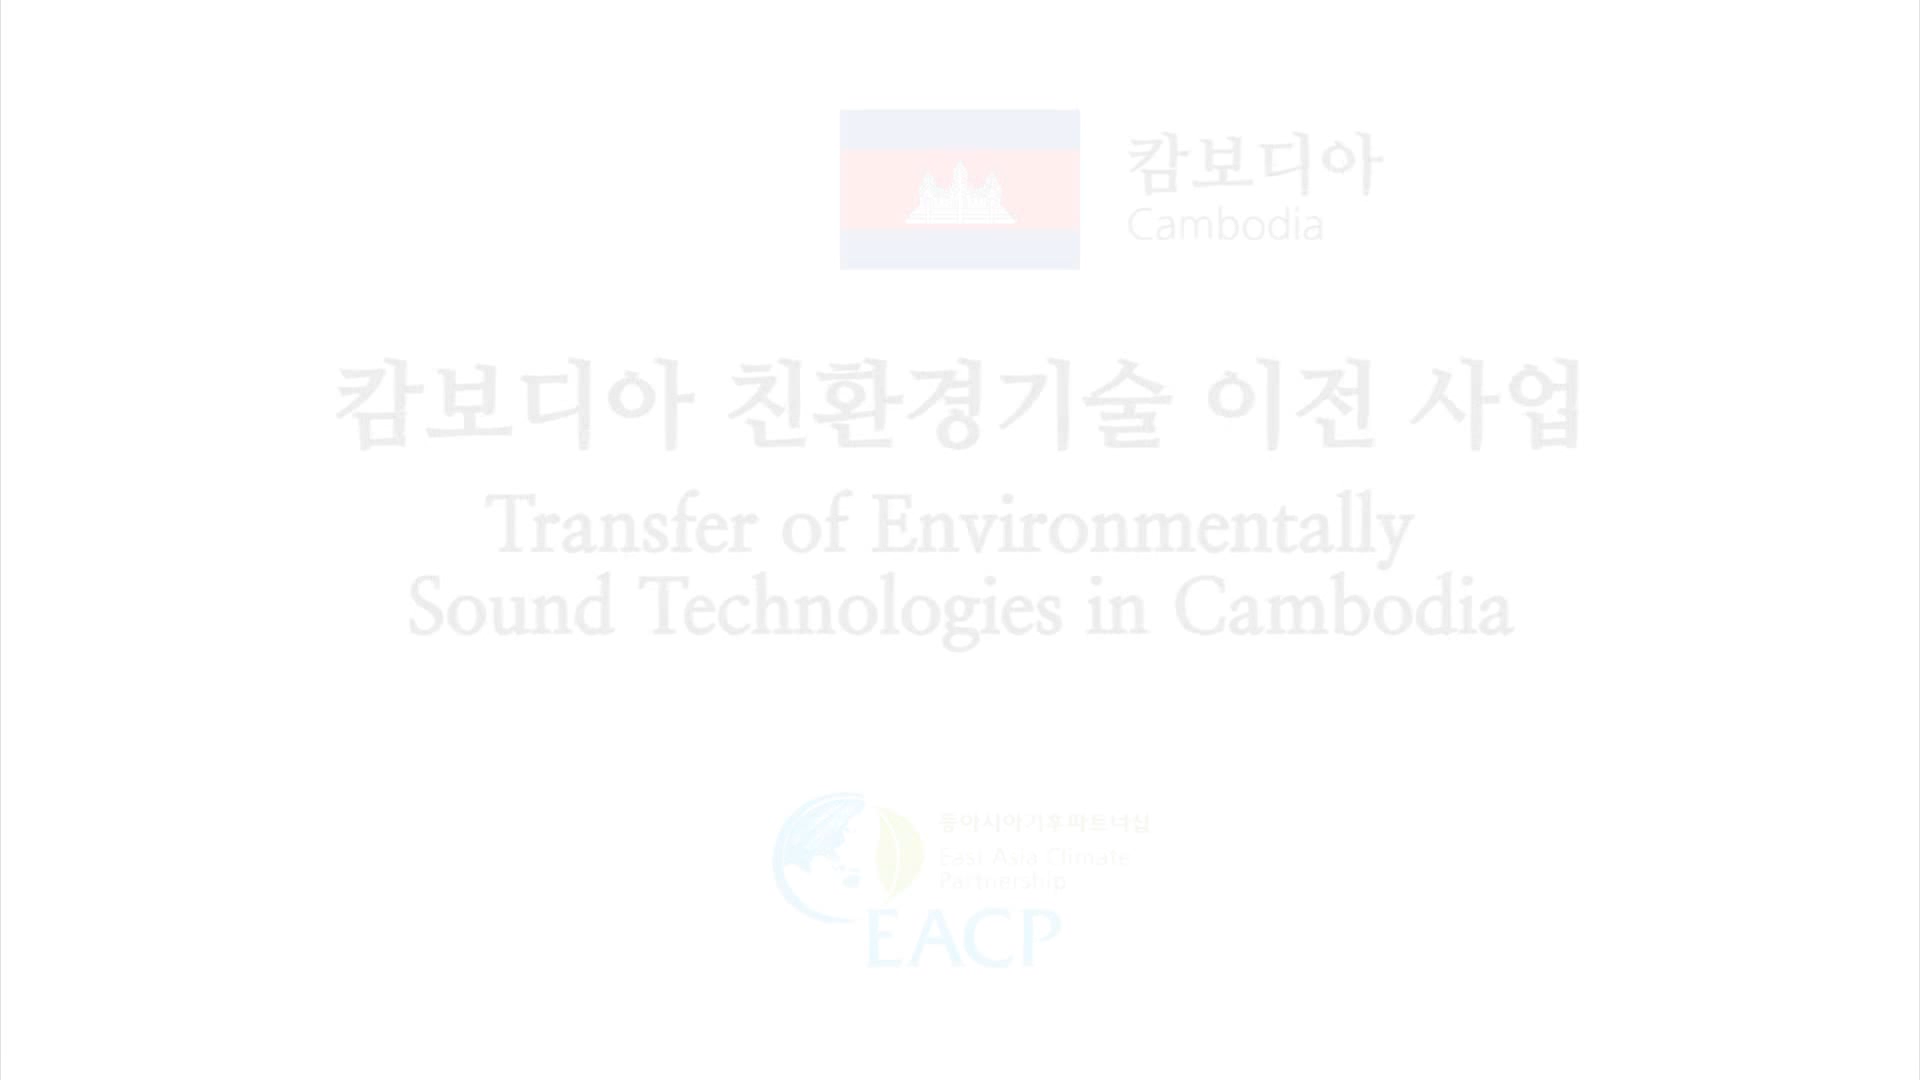 캄보디아
Cambodia
캄보디아 친환경기술 이전 사업
Transfer of Environmentally
Sound Technologies in Cambodia
동아시아기후파트너십
East Asia Climate
Partnership
EACP